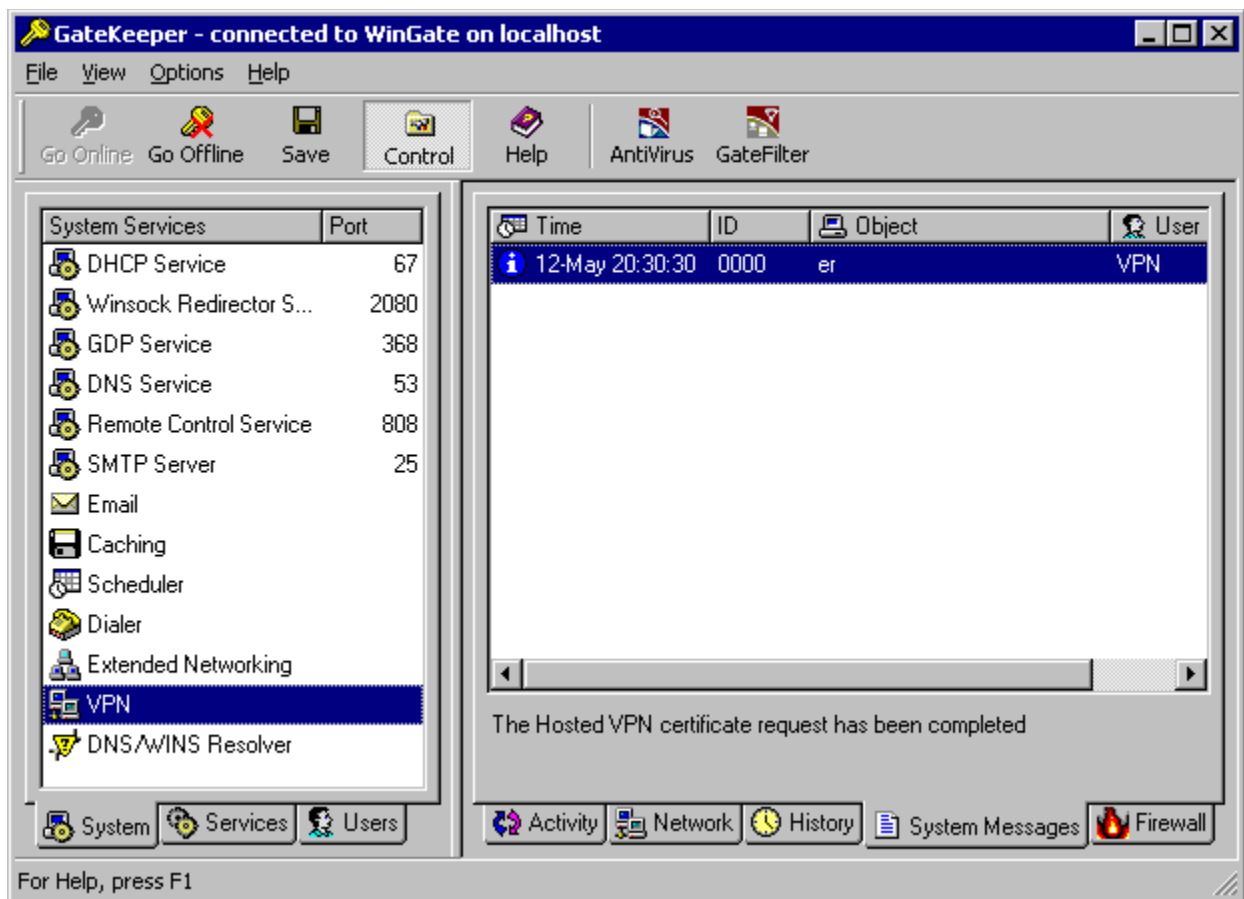 GateKeeper - connected to WinGate on localhost
File View Options Help
Go Online Go Offline Save Control Help AntiVirus GateFilter
System Services Port
DHCP Service 67
Winsock Redirector S... 2080
GDP Service 368
DNS Service 53
Remote Control Service 808
SMTP Server 25
Email
Caching
Scheduler
Dialer
Extended Networking
VPN
DNS/WINS Resolver
System Services Users
Time ID Object User
12-May 20:30:30 0000 er VPN
The Hosted VPN certificate request has been completed
Activity Network History System Messages Firewall
For Help, press F1